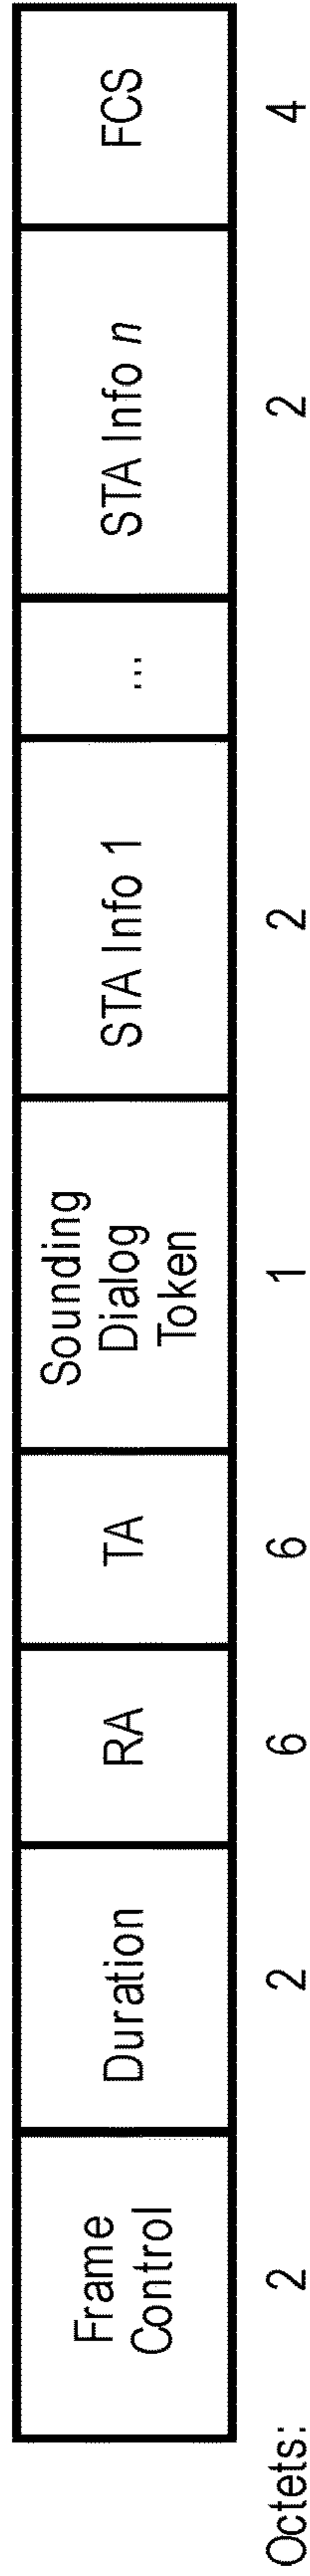 Frame
Control
Duration
RA
TA
Sounding
Dialog
Token
STA Info 1
...
STA Info n
FCS
Octets: 2 2 6 6 1 2 2 4